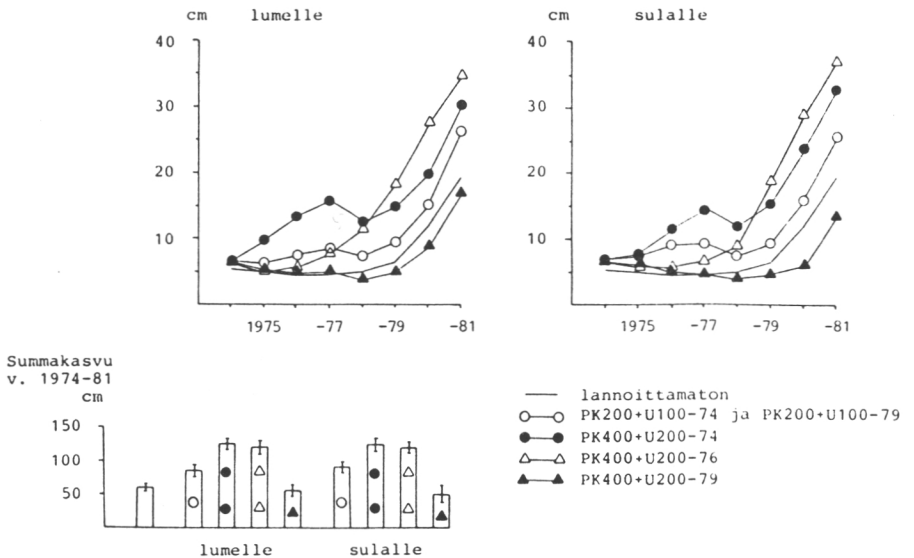 cm lumelle
40
30
20
10
1975 -77 -79 -81
cm sulalle
40
30
20
10
1975 -77 -79 -81
Summakasvu
v. 1974-81
cm
150
100
50
lumelle sulalle
lannoittamaton
PK200+U100-74 ja PK200+U100-79
PK400+U200-74
PK400+U200-76
PK400+U200-79